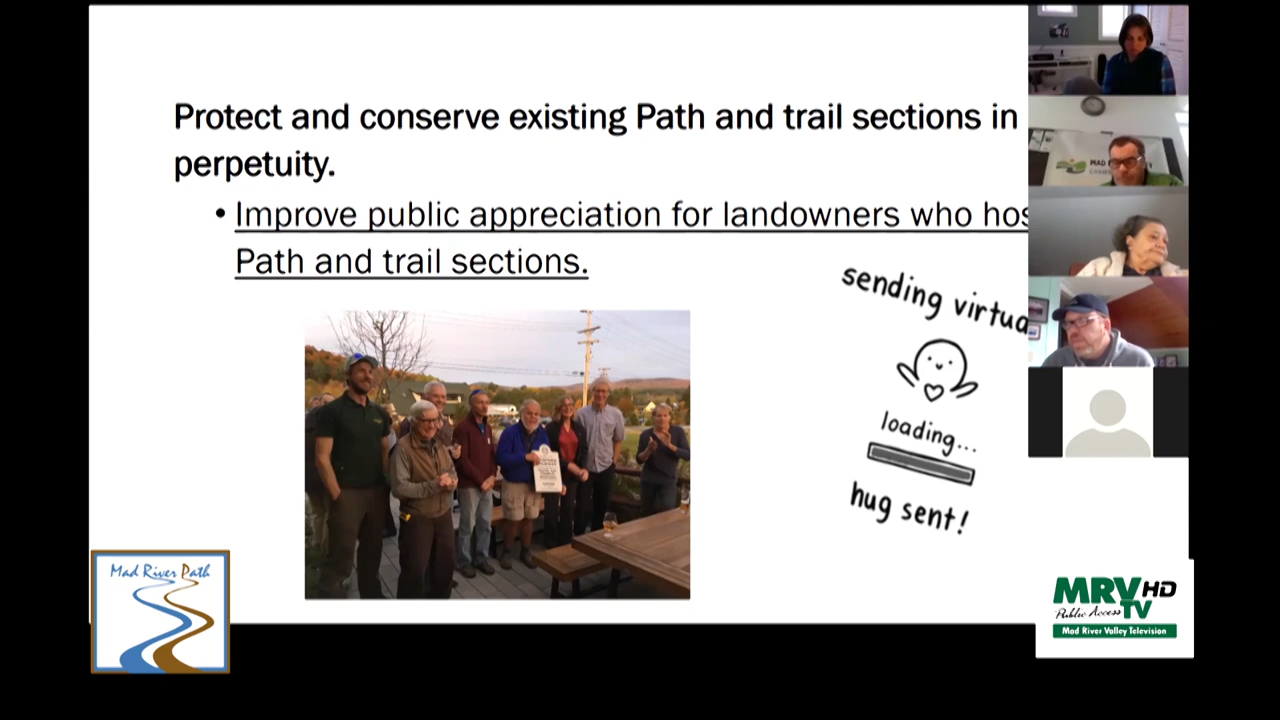 Protect and conserve existing Path and trail sections in
perpetuity.
• Improve public appreciation for landowners who hos
Path and trail sections.
sending virtua
loading...
hug sent!
Mad River Path
MAD R
MRV HD
Public Access TV
Mad River Valley Television